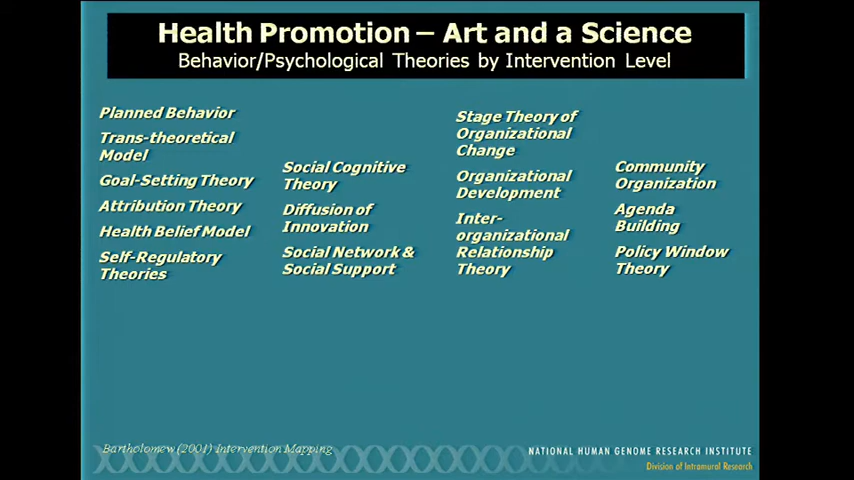 Health Promotion – Art and a Science
Behavior/Psychological Theories by Intervention Level
Planned Behavior
Trans-theoretical
Model
Goal-Setting Theory
Attribution Theory
Health Belief Model
Self-Regulatory
Theories
Social Cognitive
Theory
Diffusion of
Innovation
Social Network &
Social Support
Stage Theory of
Organizational
Change
Organizational
Development
Inter-
organizational
Relationship
Theory
Community
Organization
Agenda
Building
Policy Window
Theory
Bartholomew (2001) Intervention Mapping
NATIONAL HUMAN GENOME RESEARCH INSTITUTE
Division of Intramural Research